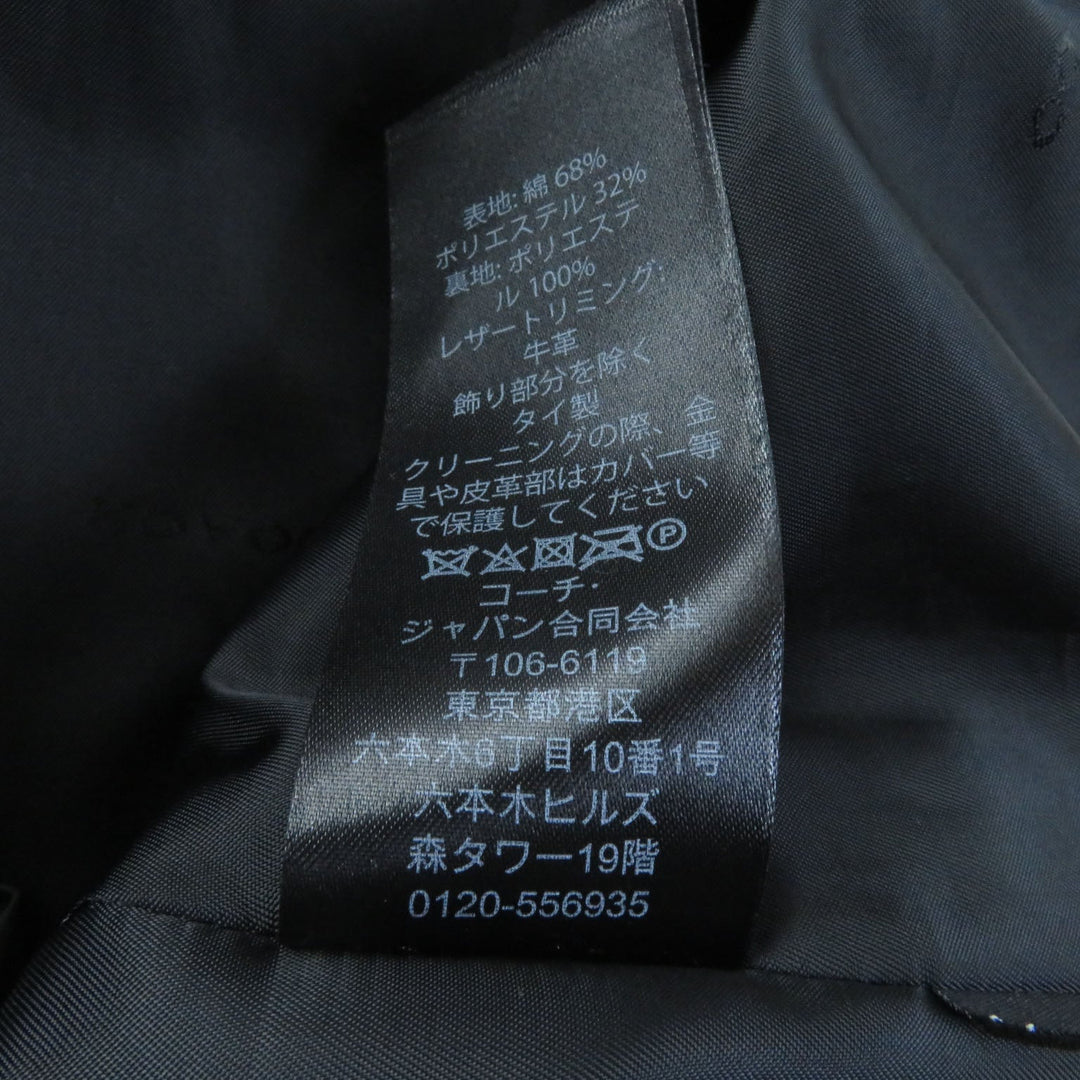 表地: 綿 68%
ポリエステル 32%
裏地: ポリエステ
ル 100%
レザートリミング:
牛革
飾り部分を除く
タイ製
クリーニングの際、金
具や皮革部はカバー等
で保護してください
P
コーチ・
ジャパン合同会社
〒106-6119
東京都港区
六本木6丁目10番1号
六本木ヒルズ
森タワー19階
0120-556935